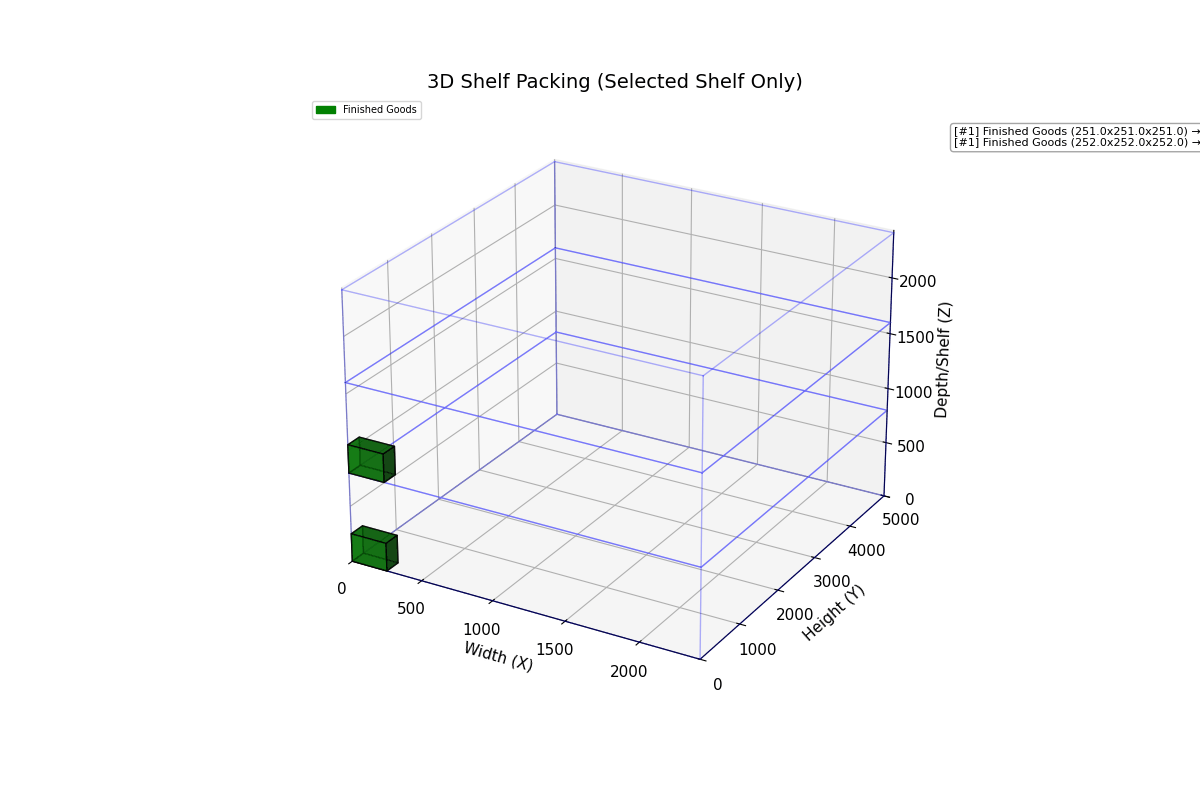 3D Shelf Packing (Selected Shelf Only)
Finished Goods
[#1] Finished Goods (251.0x251.0x251.0) →
[#1] Finished Goods (252.0x252.0x252.0) →
2000
1500
1000
500
0
Depth/Shelf (Z)
5000
4000
3000
2000
1000
0
Height (Y)
0
500
1000
1500
2000
Width (X)